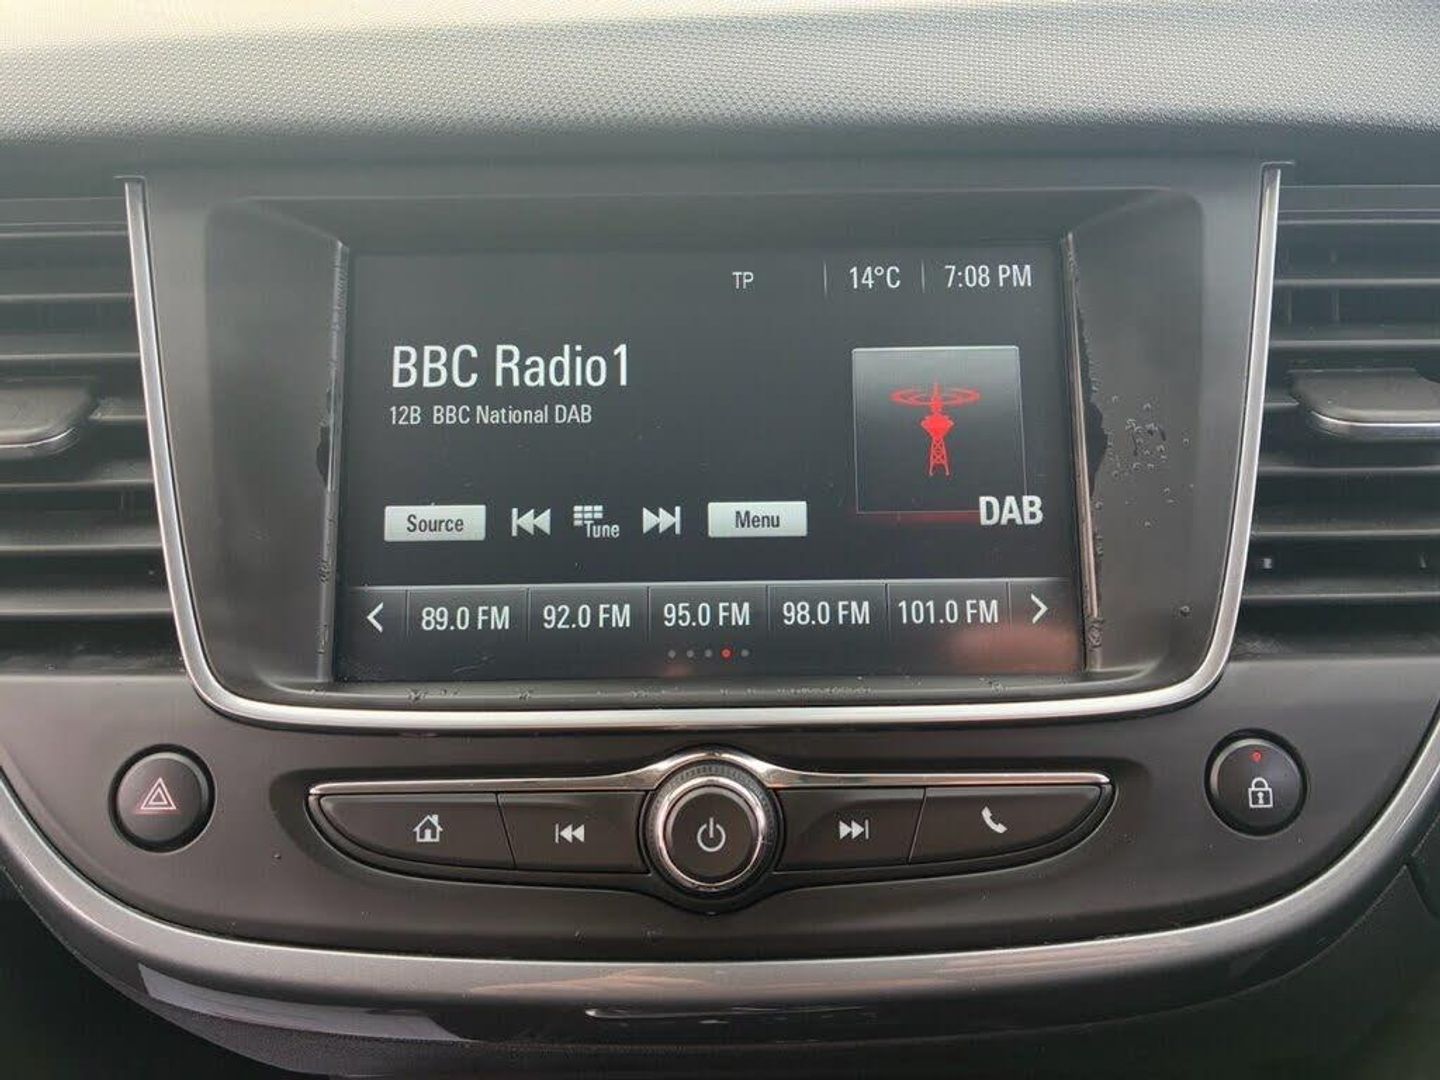 TP 14°C 7:08 PM
BBC Radio1
12B BBC National DAB
DAB
Source Tune Menu
89.0 FM 92.0 FM 95.0 FM 98.0 FM 101.0 FM